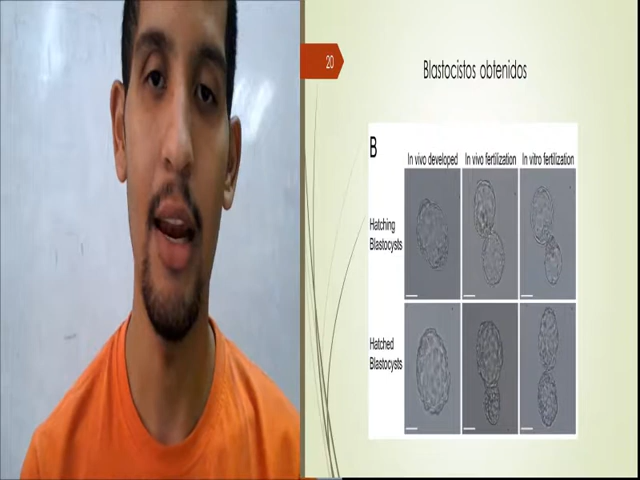 20
Blastocistos obtenidos
B
In vivo developed
In vivo fertilization
In vitro fertilization
Hatching
Blastocysts
Hatched
Blastocysts